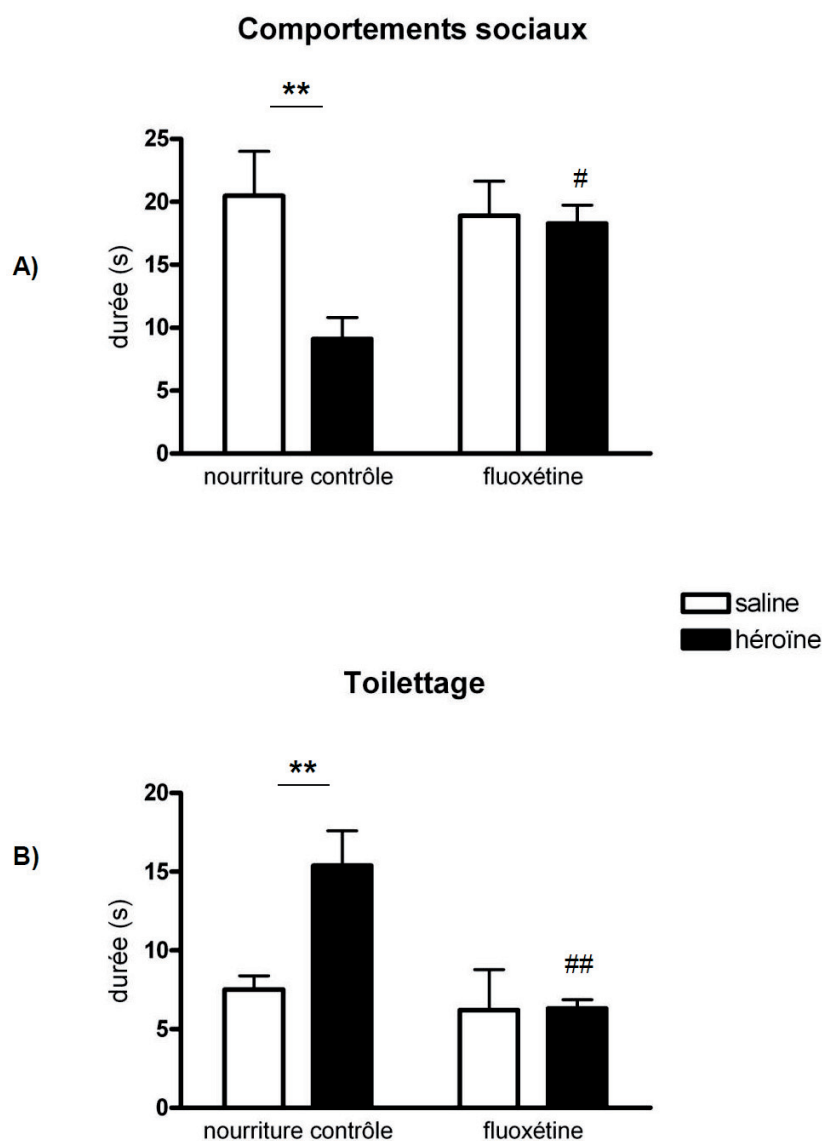 Comportements sociaux
**
25
20
15
10
5
0
durée (s)
A)
#
nourriture contrôle
fluoxétine
saline
héroïne
Toilettage
**
20
15
10
5
0
durée (s)
B)
##
nourriture contrôle
fluoxétine